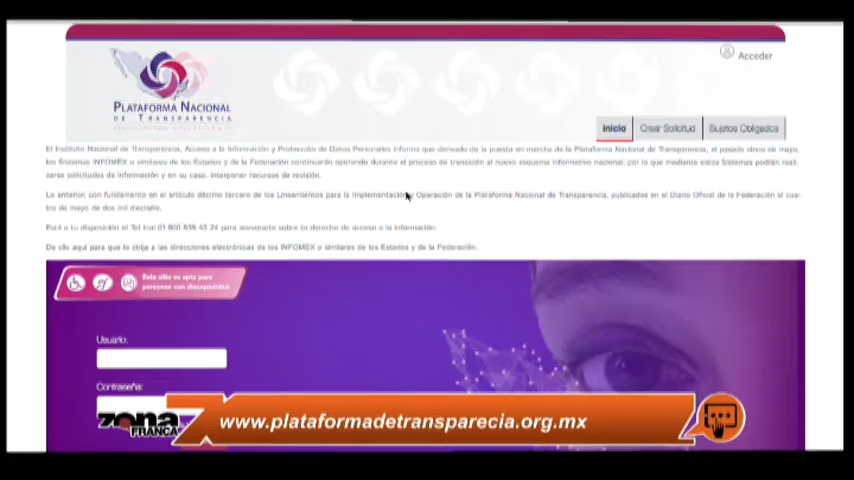 Acceder
PLATAFORMA NACIONAL
DE TRANSPARENCIA
Inicio
Crear Solicitud
Sujetos Obligados
El Instituto Nacional de Transparencia, Acceso a la Información y Protección de Datos Personales informa que derivado de la puesta en marcha de la Plataforma Nacional de Transparencia, el pasado cinco de mayo,
los Sistemas INFOMEX o similares de los Estados y de la Federación continuarán operando durante el proceso de transición al nuevo esquema informativo nacional; por lo que mediante estos Sistemas podrán reali-
zarse solicitudes de información y en su caso, interponer recursos de revisión.
Lo anterior, con fundamento en el artículo décimo tercero de los Lineamientos para la Implementación y Operación de la Plataforma Nacional de Transparencia, publicados en el Diario Oficial de la Federación el cua-
tro de mayo de dos mil dieciséis.
Está a tu disposición el Tel Inai 01 800 835 43 24 para asesorarte sobre tu derecho de acceso a la información.
De clic aquí para que lo dirija a las direcciones electrónicas de los INFOMEX o similares de los Estados y de la Federación.
Este sitio es apto para
personas con discapacidad
Usuario:
Contraseña:
zona
FRANCA
www.plataformadetransparecia.org.mx